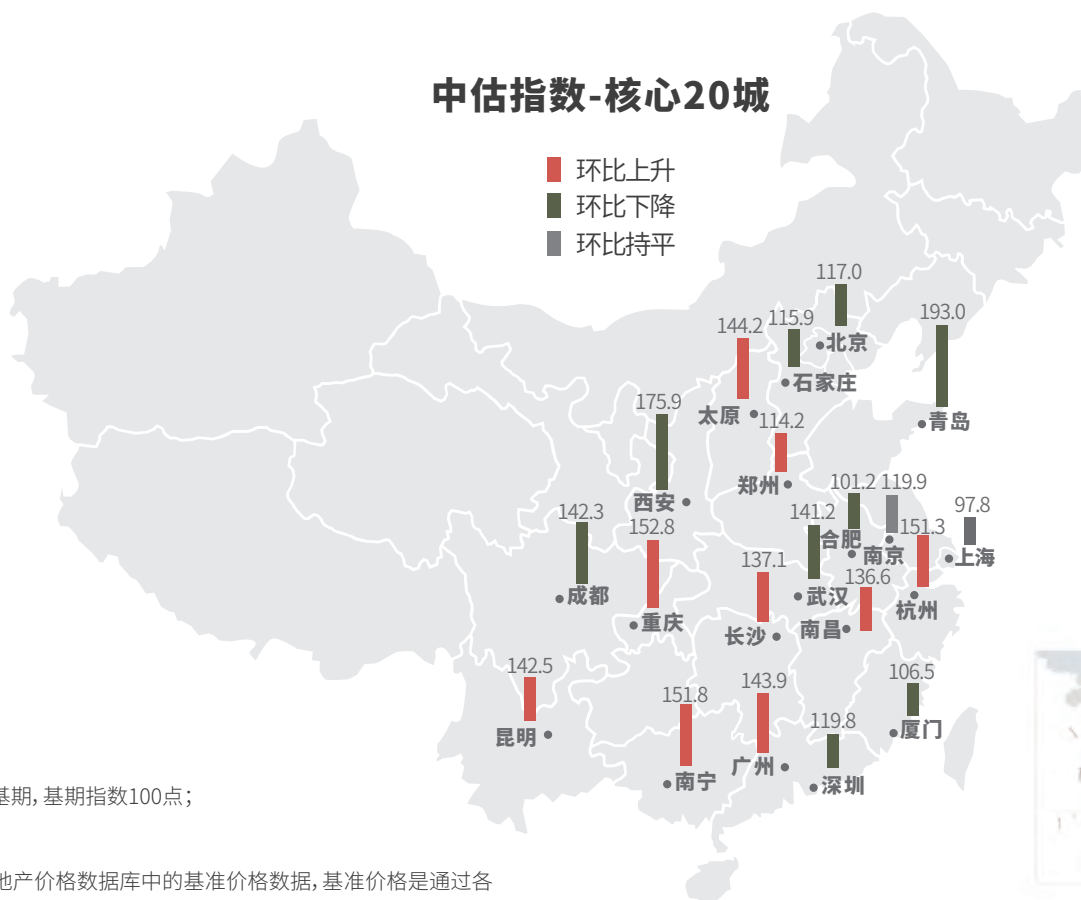 中估指数-核心20城
环比上升
环比下降
环比持平
117.0
北京
115.9
石家庄
193.0
青岛
144.2
太原
114.2
郑州
175.9
西安
101.2
合肥
119.9
南京
97.8
上海
142.3
成都
152.8
重庆
141.2
武汉
151.3
杭州
137.1
长沙
136.6
南昌
142.5
昆明
151.8
南宁
143.9
广州
119.8
深圳
106.5
厦门
基期，基期指数100点；
地产价格数据库中的基准价格数据，基准价格是通过各